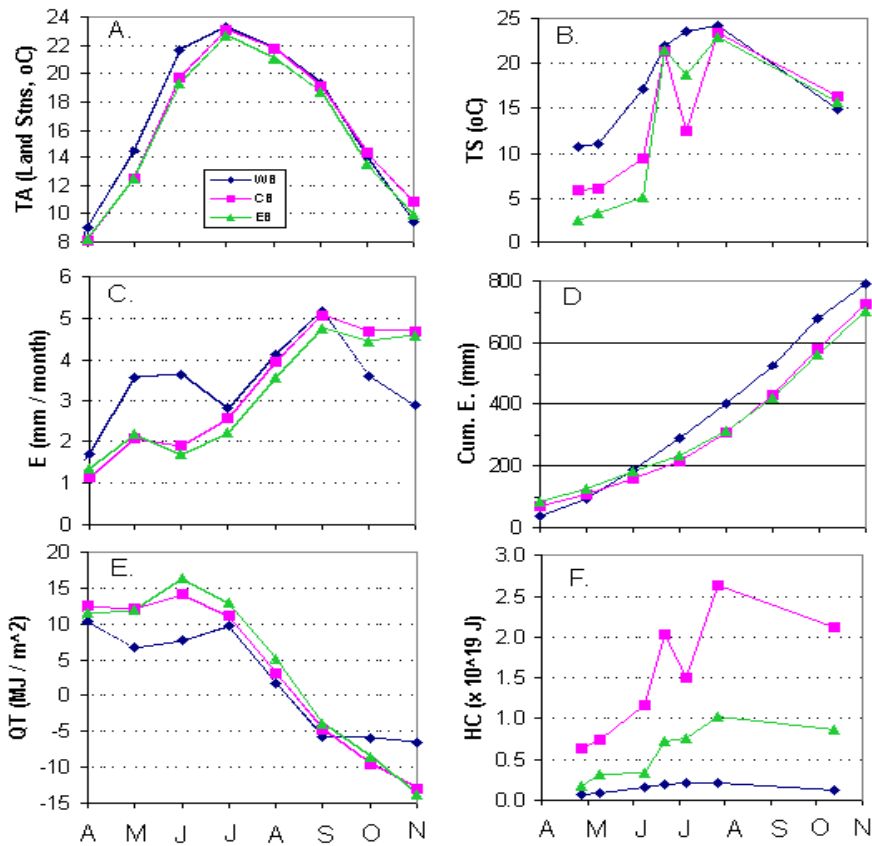 A.
TA (Land Stns, oC)
24
22
20
18
16
14
12
10
8
WB
CB
EB
B.
TS (oC)
25
20
15
10
5
0
C.
E (mm / month)
6
5
4
3
2
1
0
D
Cum. E. (mm)
800
600
400
200
0
E.
QT (MJ / m^2)
20
15
10
5
0
-5
-10
-15
A M J J A S O N
F.
HC (x 10^19 J)
3.0
2.5
2.0
1.5
1.0
0.5
0.0
A M J J A S O N